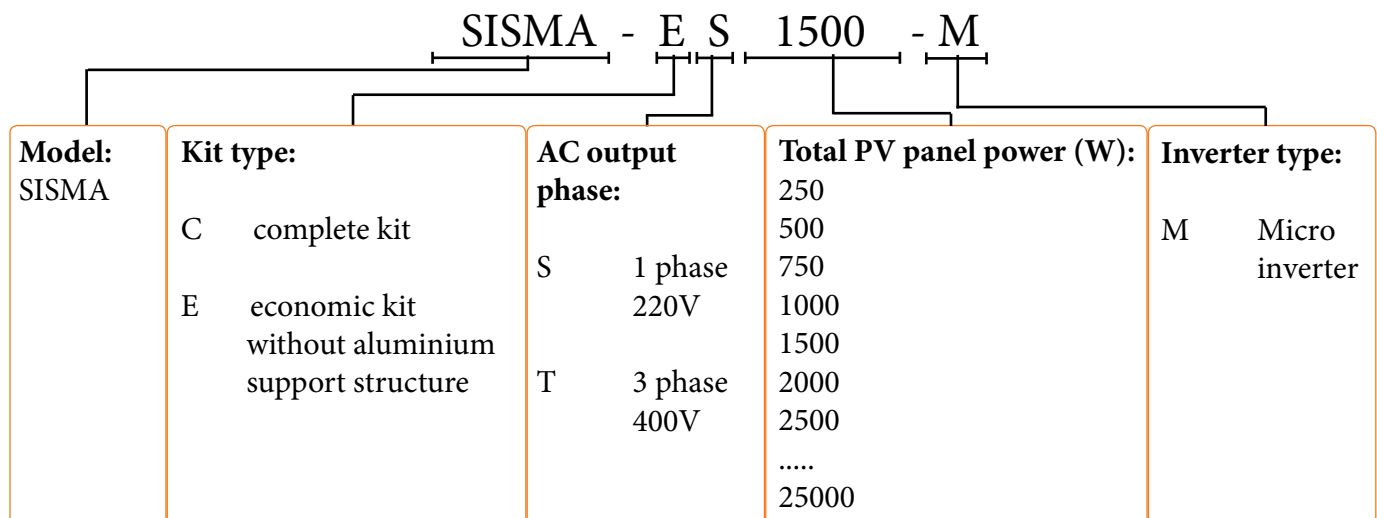 SISMA - E S 1500 - M
Model:
SISMA
Kit type:
C complete kit
E economic kit
without aluminium
support structure
AC output
phase:
S 1 phase
220V
T 3 phase
400V
Total PV panel power (W):
250
500
750
1000
1500
2000
2500
.....
25000
Inverter type:
M Micro
inverter